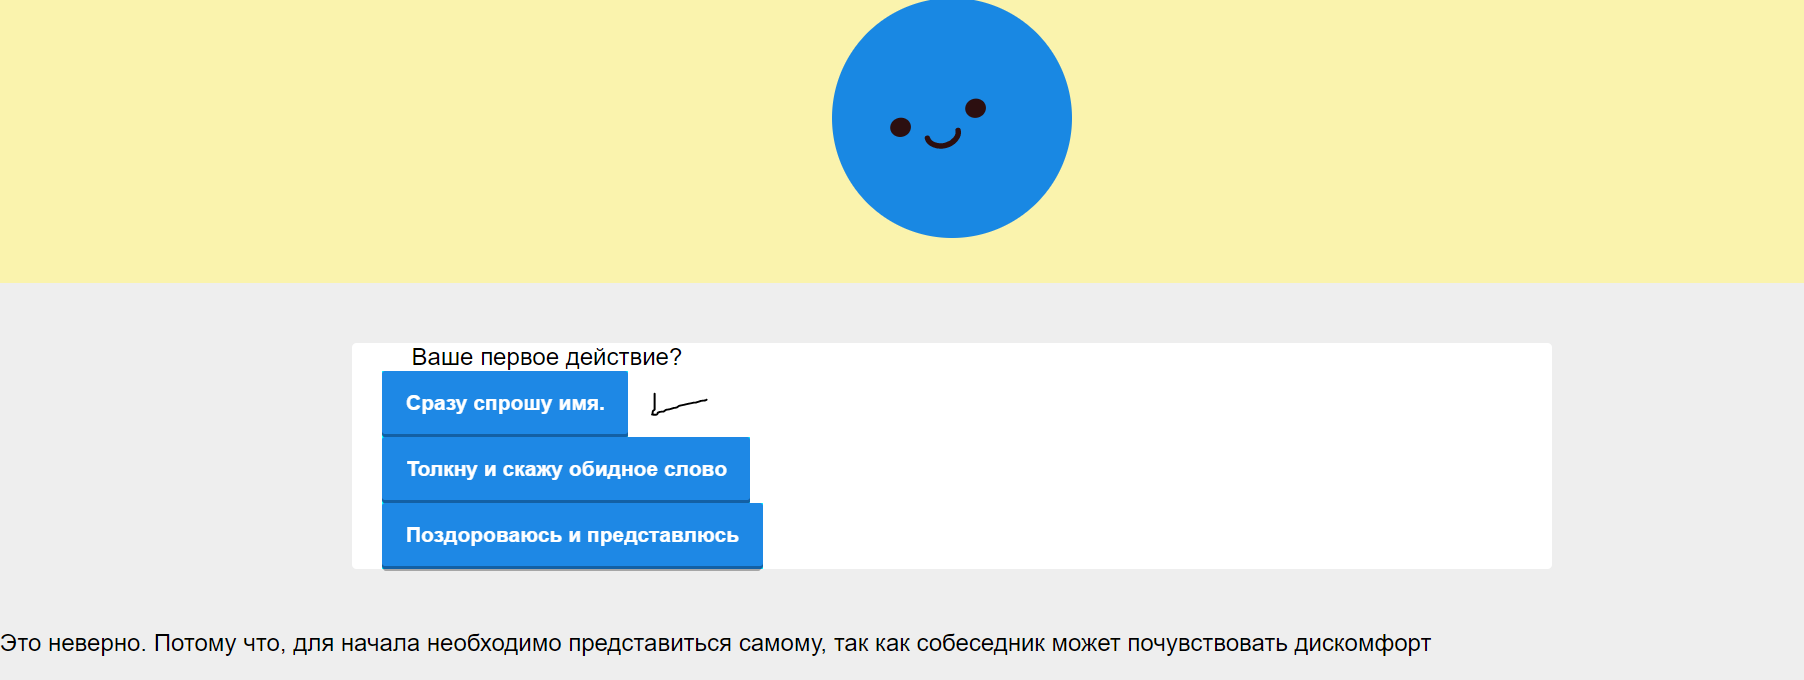 Ваше первое действие?
Сразу спрошу имя.
Толкну и скажу обидное слово
Поздороваюсь и представлюсь
Это неверно. Потому что, для начала необходимо представиться самому, так как собеседник может почувствовать дискомфорт